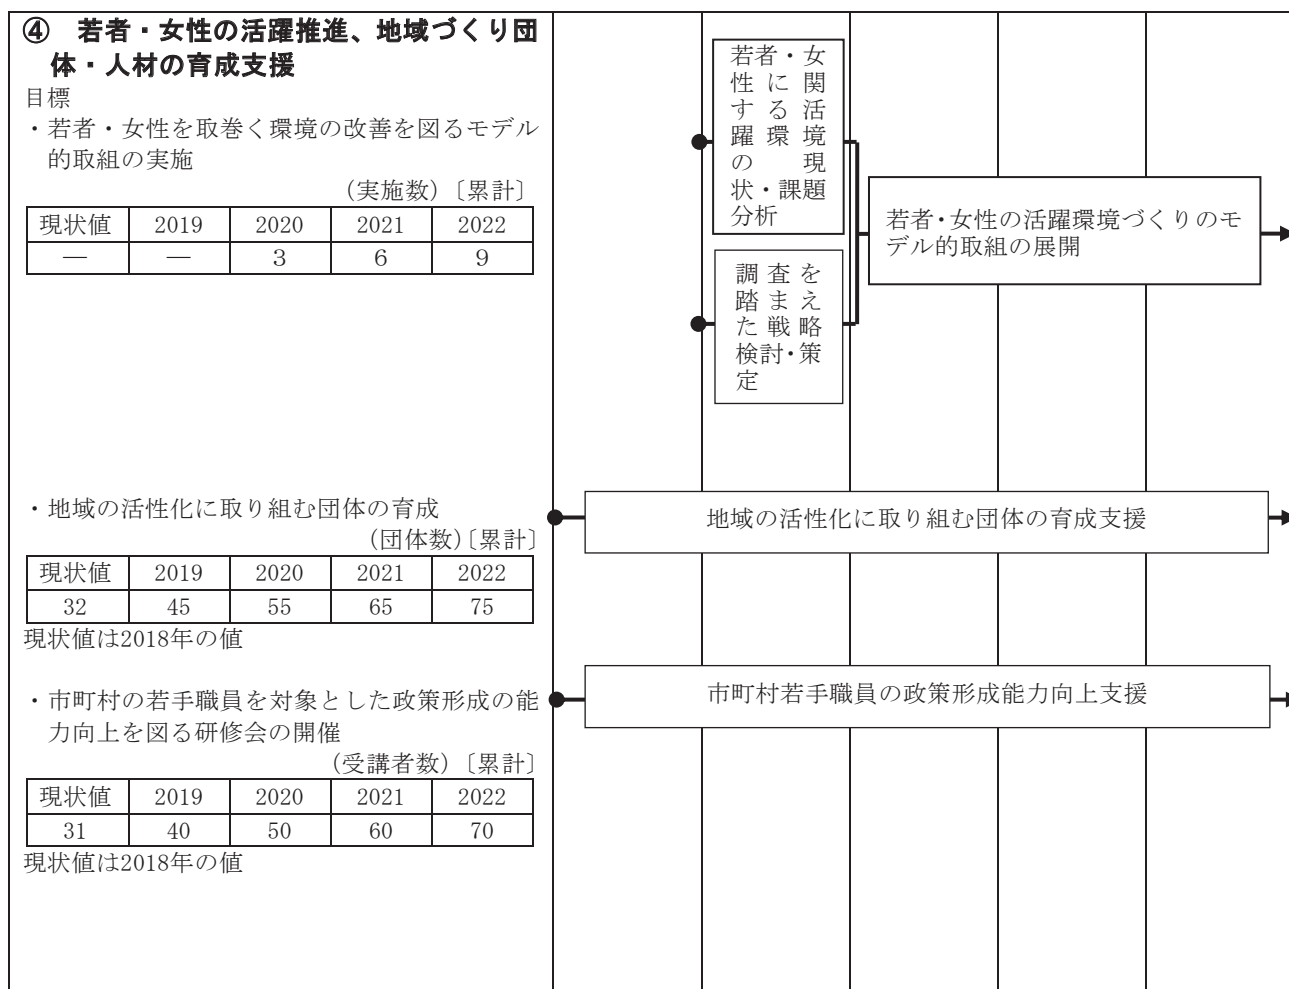 ④　若者・女性の活躍推進、地域づくり団
体・人材の育成支援
目標
・若者・女性を取巻く環境の改善を図るモデル
的取組の実施
（実施数）〔累計〕
現状値 2019 2020 2021 2022
― ― 3 6 9
・地域の活性化に取り組む団体の育成
（団体数）〔累計〕
現状値 2019 2020 2021 2022
32 45 55 65 75
現状値は2018年の値
・市町村の若手職員を対象とした政策形成の能
力向上を図る研修会の開催
（受講者数）〔累計〕
現状値 2019 2020 2021 2022
31 40 50 60 70
現状値は2018年の値
若者・女
性に関
する活
躍環境
の現
状・課題
分析
調査を
踏まえ
た戦略
検討・策
定
若者・女性の活躍環境づくりのモ
デル的取組の展開
地域の活性化に取り組む団体の育成支援
市町村若手職員の政策形成能力向上支援